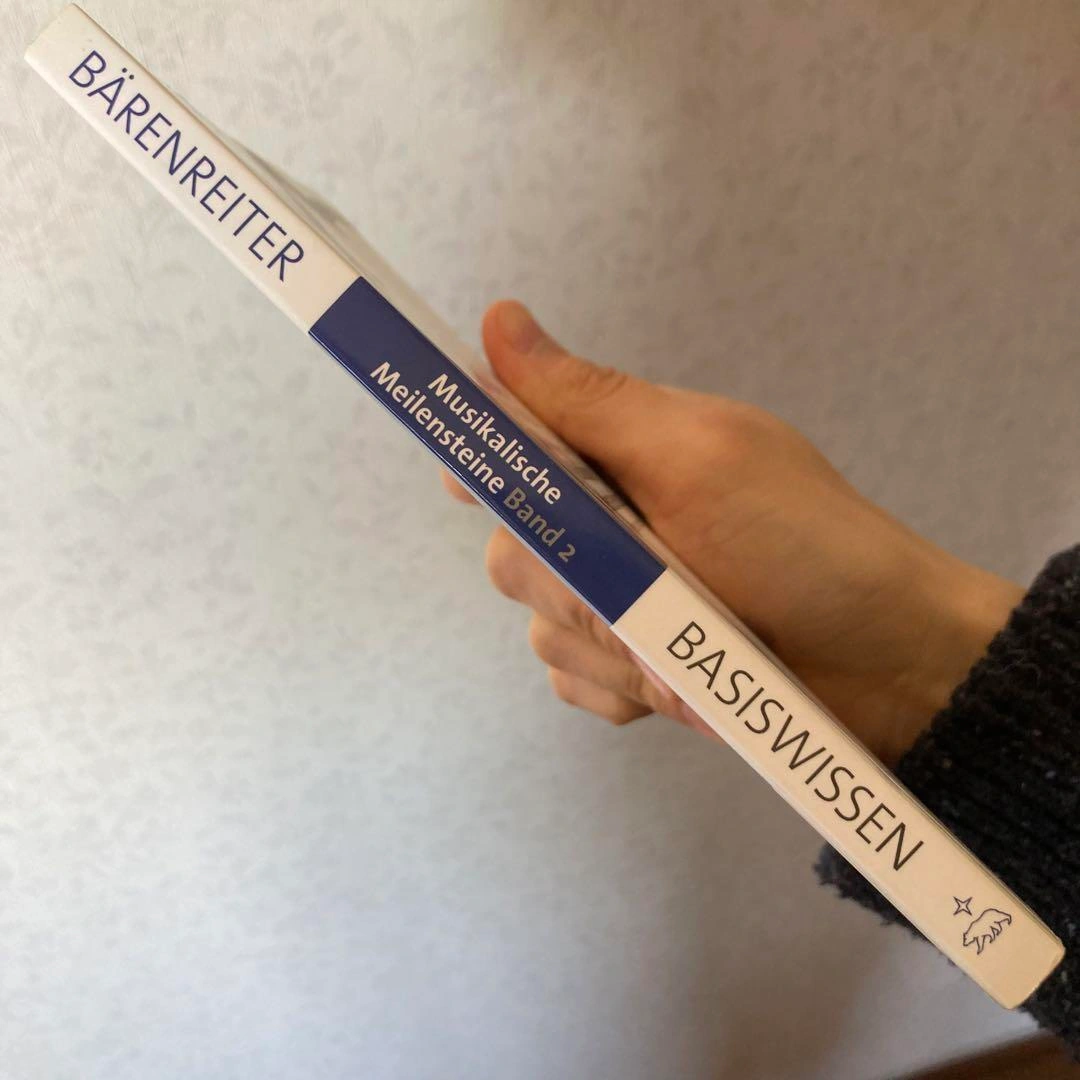 BÄRENREITER
Musikalische
Meilensteine Band 2
BASISWISSEN